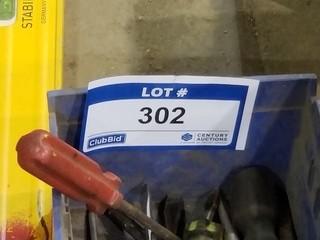 STABI
LOT #
302
ClubBid
CENTURY
AUCTIONS